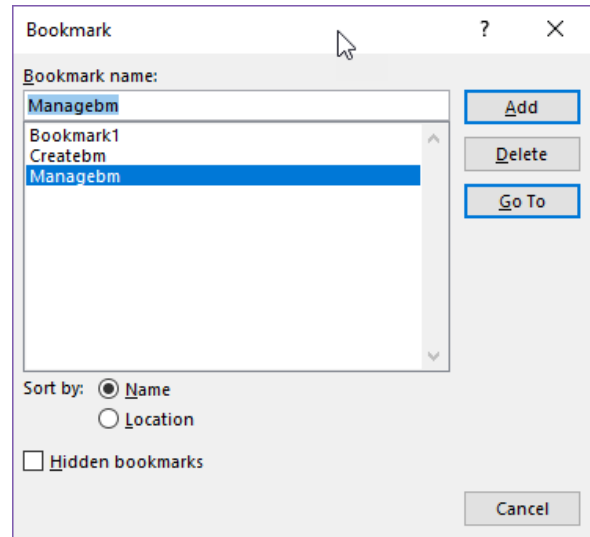 Bookmark ?
Bookmark name:
Managebm
Add
Bookmark1
Createbm
Managebm
Delete
Go To
Sort by: Name
Location
Hidden bookmarks
Cancel